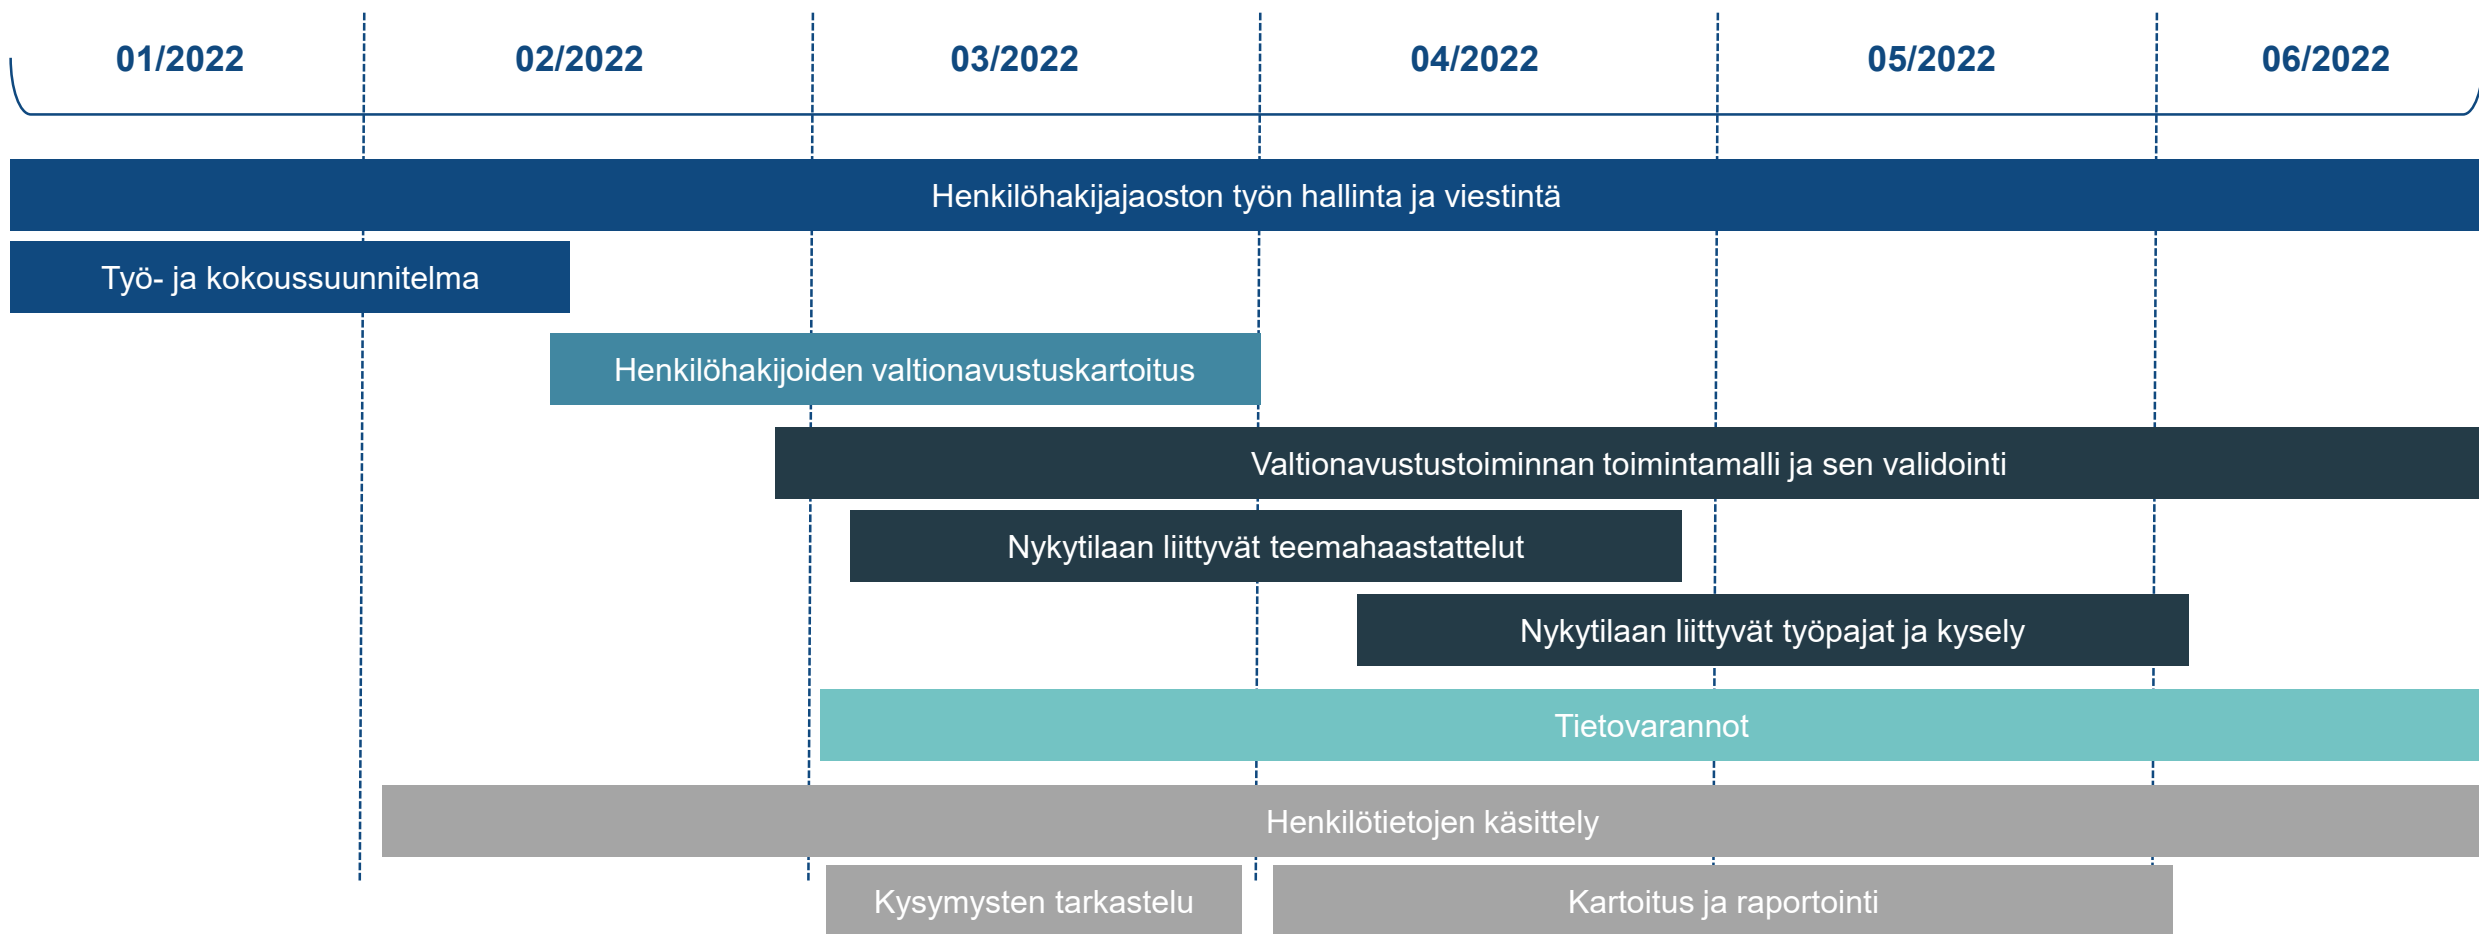 01/2022
02/2022
03/2022
04/2022
05/2022
06/2022
Henkilöhakijajaoston työn hallinta ja viestintä
Työ- ja kokoussuunnitelma
Henkilöhakijoiden valtionavustuskartoitus
Valtionavustustoiminnan toimintamalli ja sen validointi
Nykytilaan liittyvät teemahaastattelut
Nykytilaan liittyvät työpajat ja kysely
Tietovarannot
Henkilötietojen käsittely
Kysymysten tarkastelu
Kartoitus ja raportointi